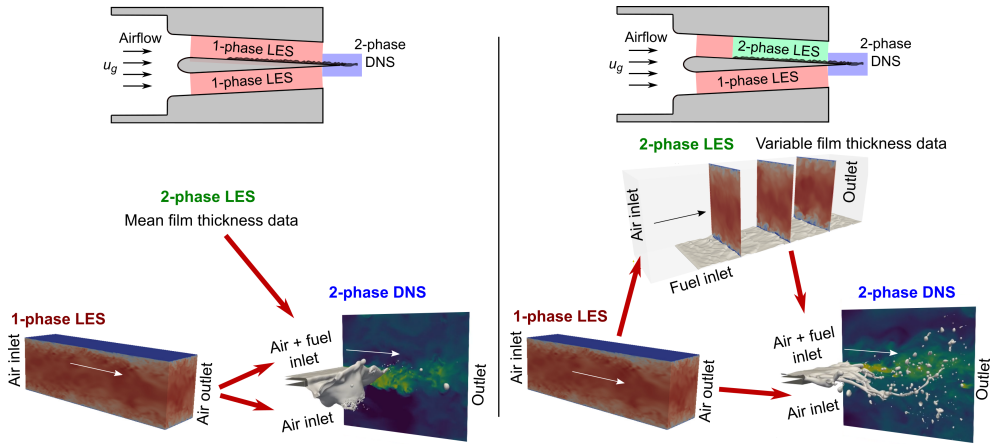 Airflow
u_g
1-phase LES
1-phase LES
2-phase
DNS
2-phase LES
Mean film thickness data
2-phase DNS
1-phase LES
Air inlet
Air outlet
Air + fuel
inlet
Air inlet
Outlet
Airflow
u_g
2-phase LES
1-phase LES
2-phase
DNS
2-phase LES
Variable film thickness data
Air inlet
Fuel inlet
Outlet
2-phase DNS
1-phase LES
Air inlet
Air outlet
Air + fuel
inlet
Air inlet
Outlet